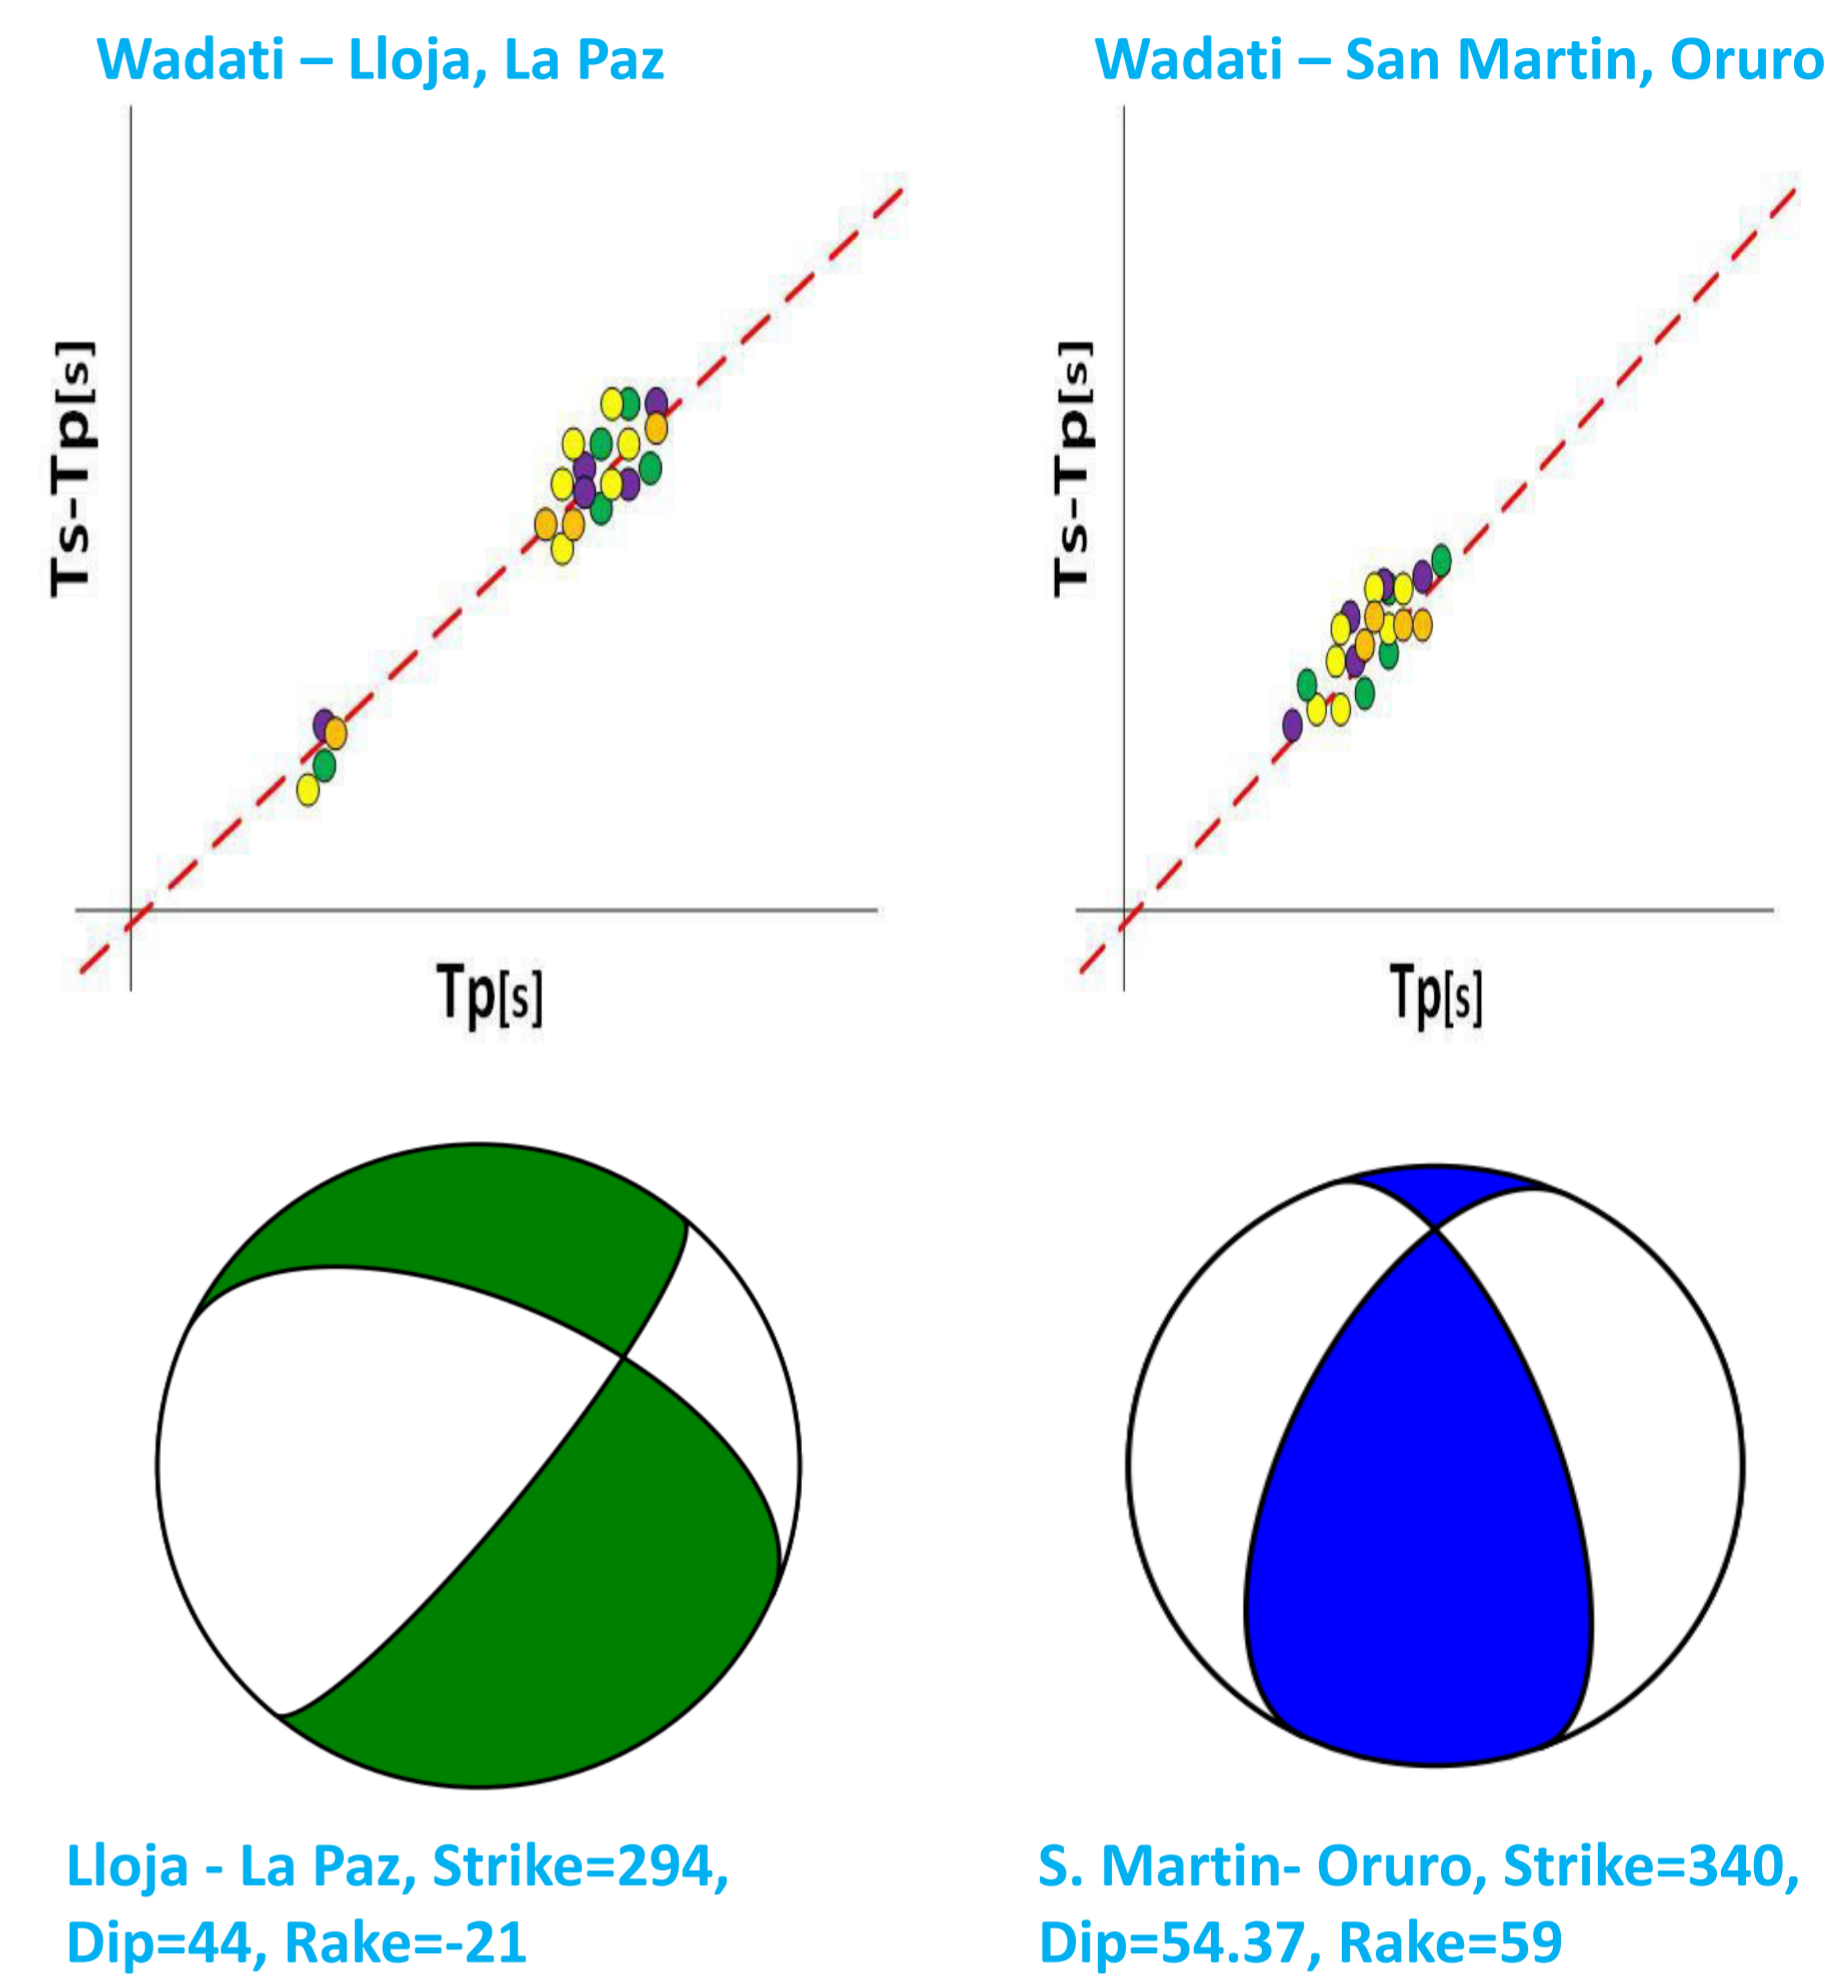 Wadati – Lloja, La Paz
Wadati – San Martin, Oruro
Ts-Tp[s]
Ts-Tp[s]
Tp[s]
Tp[s]
Lloja - La Paz, Strike=294,
Dip=44, Rake=-21
S. Martin- Oruro, Strike=340,
Dip=54.37, Rake=59